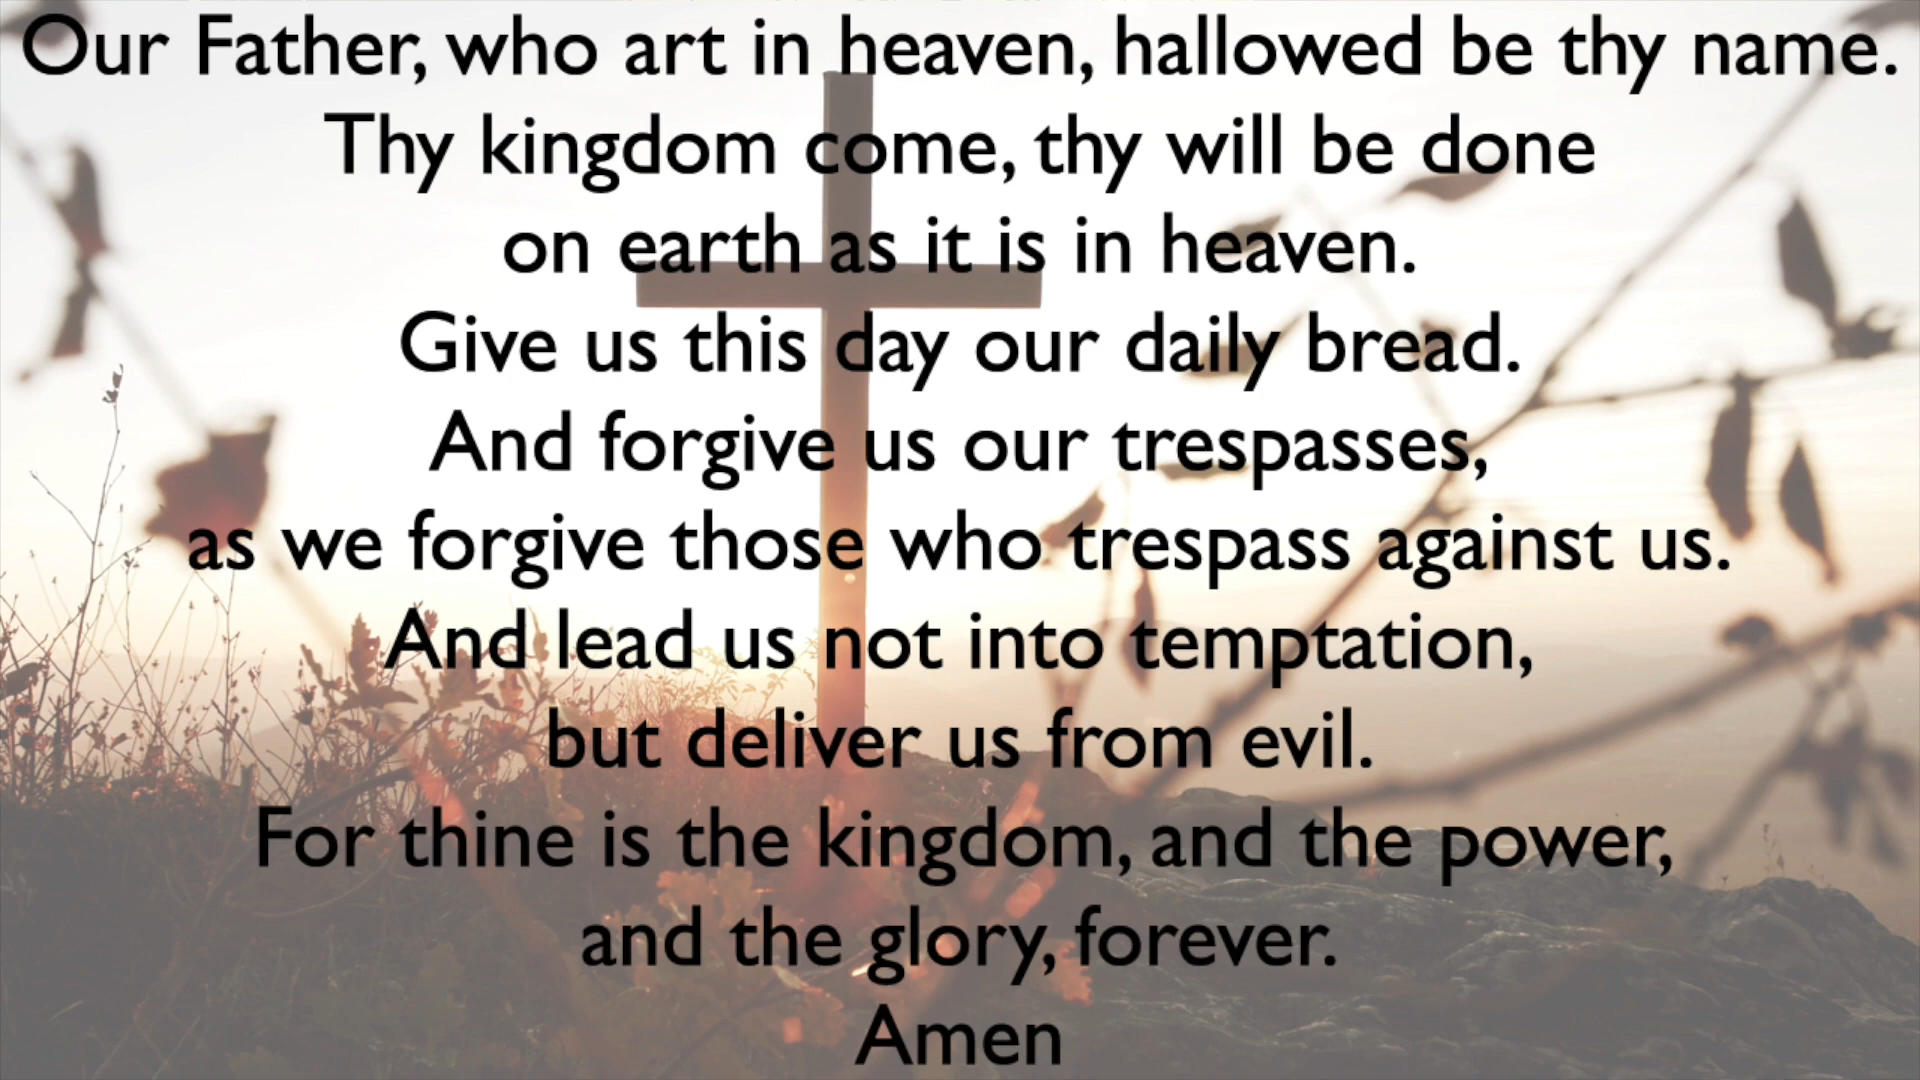 Our Father, who art in heaven, hallowed be thy name.
Thy kingdom come, thy will be done
on earth as it is in heaven.
Give us this day our daily bread.
And forgive us our trespasses,
as we forgive those who trespass against us.
And lead us not into temptation,
but deliver us from evil.
For thine is the kingdom, and the power,
and the glory, forever.
Amen